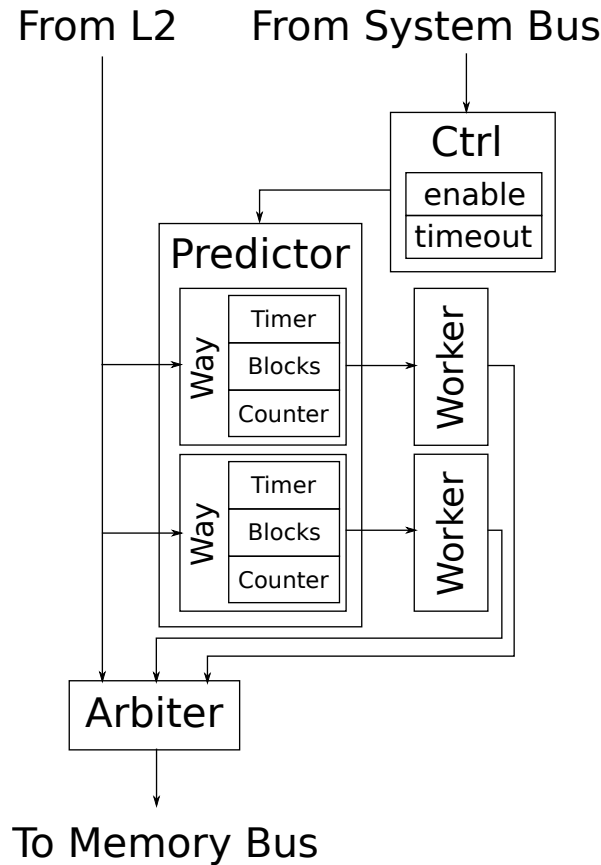 From L2
From System Bus
Ctrl
enable
timeout
Predictor
Way
Timer
Blocks
Counter
Worker
Way
Timer
Blocks
Counter
Worker
Arbiter
To Memory Bus